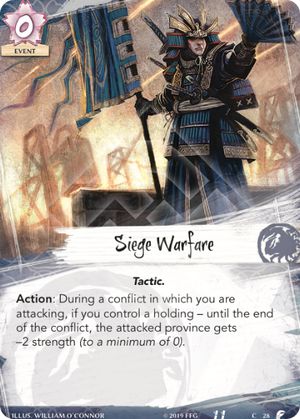 0
EVENT
Siege Warfare
Tactic.
Action: During a conflict in which you are
attacking, if you control a holding – until the end
of the conflict, the attacked province gets
–2 strength (to a minimum of 0).
ILLUS. WILLIAM O'CONNOR
© 2019 FFG
11
C 28